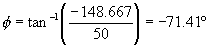 ϕ = tan⁻¹(−148.667/50) = −71.41°